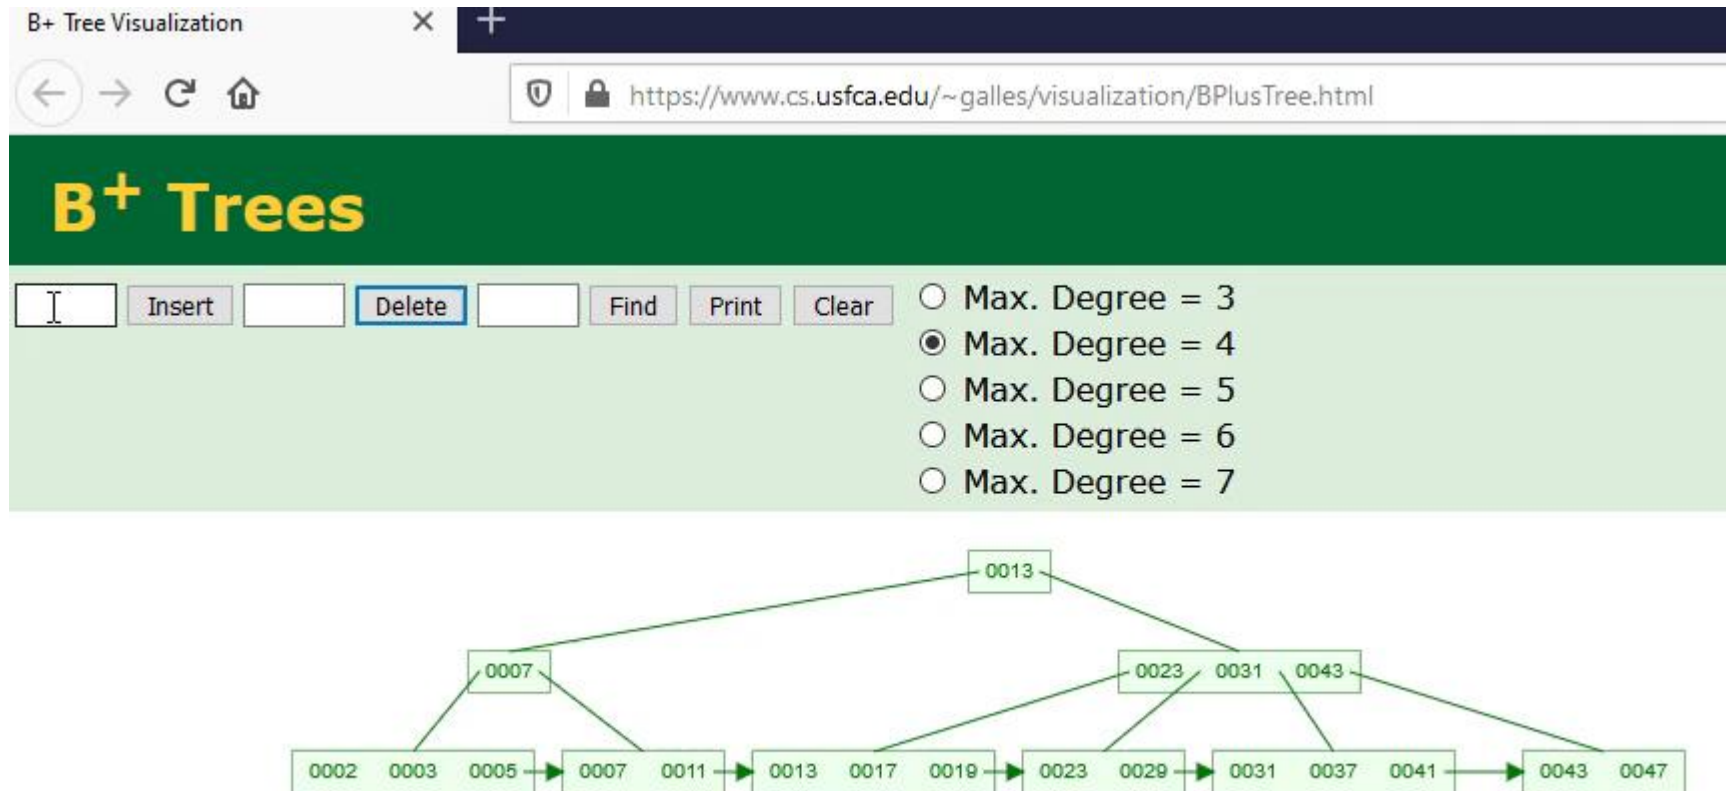 B+ Tree Visualization
https://www.cs.usfca.edu/~galles/visualization/BPlusTree.html
B+ Trees
Insert Delete Find Print Clear
Max. Degree = 3
Max. Degree = 4
Max. Degree = 5
Max. Degree = 6
Max. Degree = 7
0013
0007 0023 0031 0043
0002 0003 0005 0007 0011 0013 0017 0019 0023 0029 0031 0037 0041 0043 0047